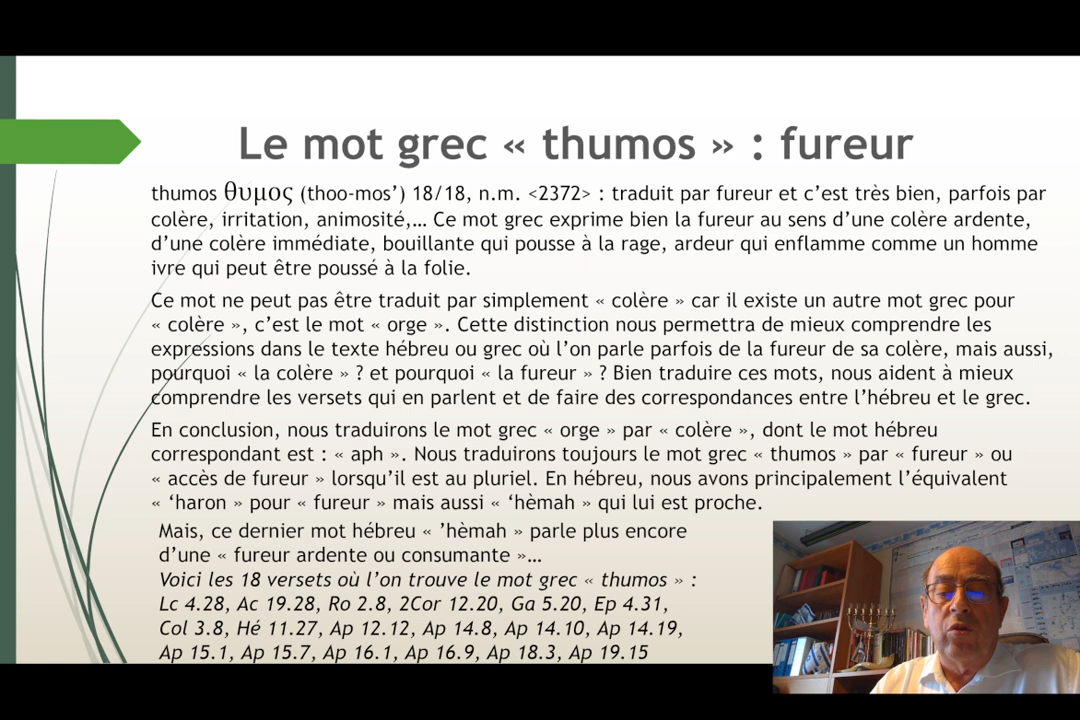 Le mot grec « thumos » : fureur
thumos θυμος (thoo-mos’) 18/18, n.m. <2372> : traduit par fureur et c’est très bien, parfois par
colère, irritation, animosité,… Ce mot grec exprime bien la fureur au sens d’une colère ardente,
d’une colère immédiate, bouillante qui pousse à la rage, ardeur qui enflamme comme un homme
ivre qui peut être poussé à la folie.
Ce mot ne peut pas être traduit par simplement « colère » car il existe un autre mot grec pour
« colère », c’est le mot « orge ». Cette distinction nous permettra de mieux comprendre les
expressions dans le texte hébreu ou grec où l’on parle parfois de la fureur de sa colère, mais aussi,
pourquoi « la colère » ? et pourquoi « la fureur » ? Bien traduire ces mots, nous aident à mieux
comprendre les versets qui en parlent et de faire des correspondances entre l’hébreu et le grec.
En conclusion, nous traduirons le mot grec « orge » par « colère », dont le mot hébreu
correspondant est : « aph ». Nous traduirons toujours le mot grec « thumos » par « fureur » ou
« accès de fureur » lorsqu’il est au pluriel. En hébreu, nous avons principalement l’équivalent
« ‘haron » pour « fureur » mais aussi « ‘hèmah » qui lui est proche.
Mais, ce dernier mot hébreu « ’hèmah » parle plus encore
d’une « fureur ardente ou consumante »…
Voici les 18 versets où l’on trouve le mot grec « thumos » :
Lc 4.28, Ac 19.28, Ro 2.8, 2Cor 12.20, Ga 5.20, Ep 4.31,
Col 3.8, Hé 11.27, Ap 12.12, Ap 14.8, Ap 14.10, Ap 14.19,
Ap 15.1, Ap 15.7, Ap 16.1, Ap 16.9, Ap 18.3, Ap 19.15